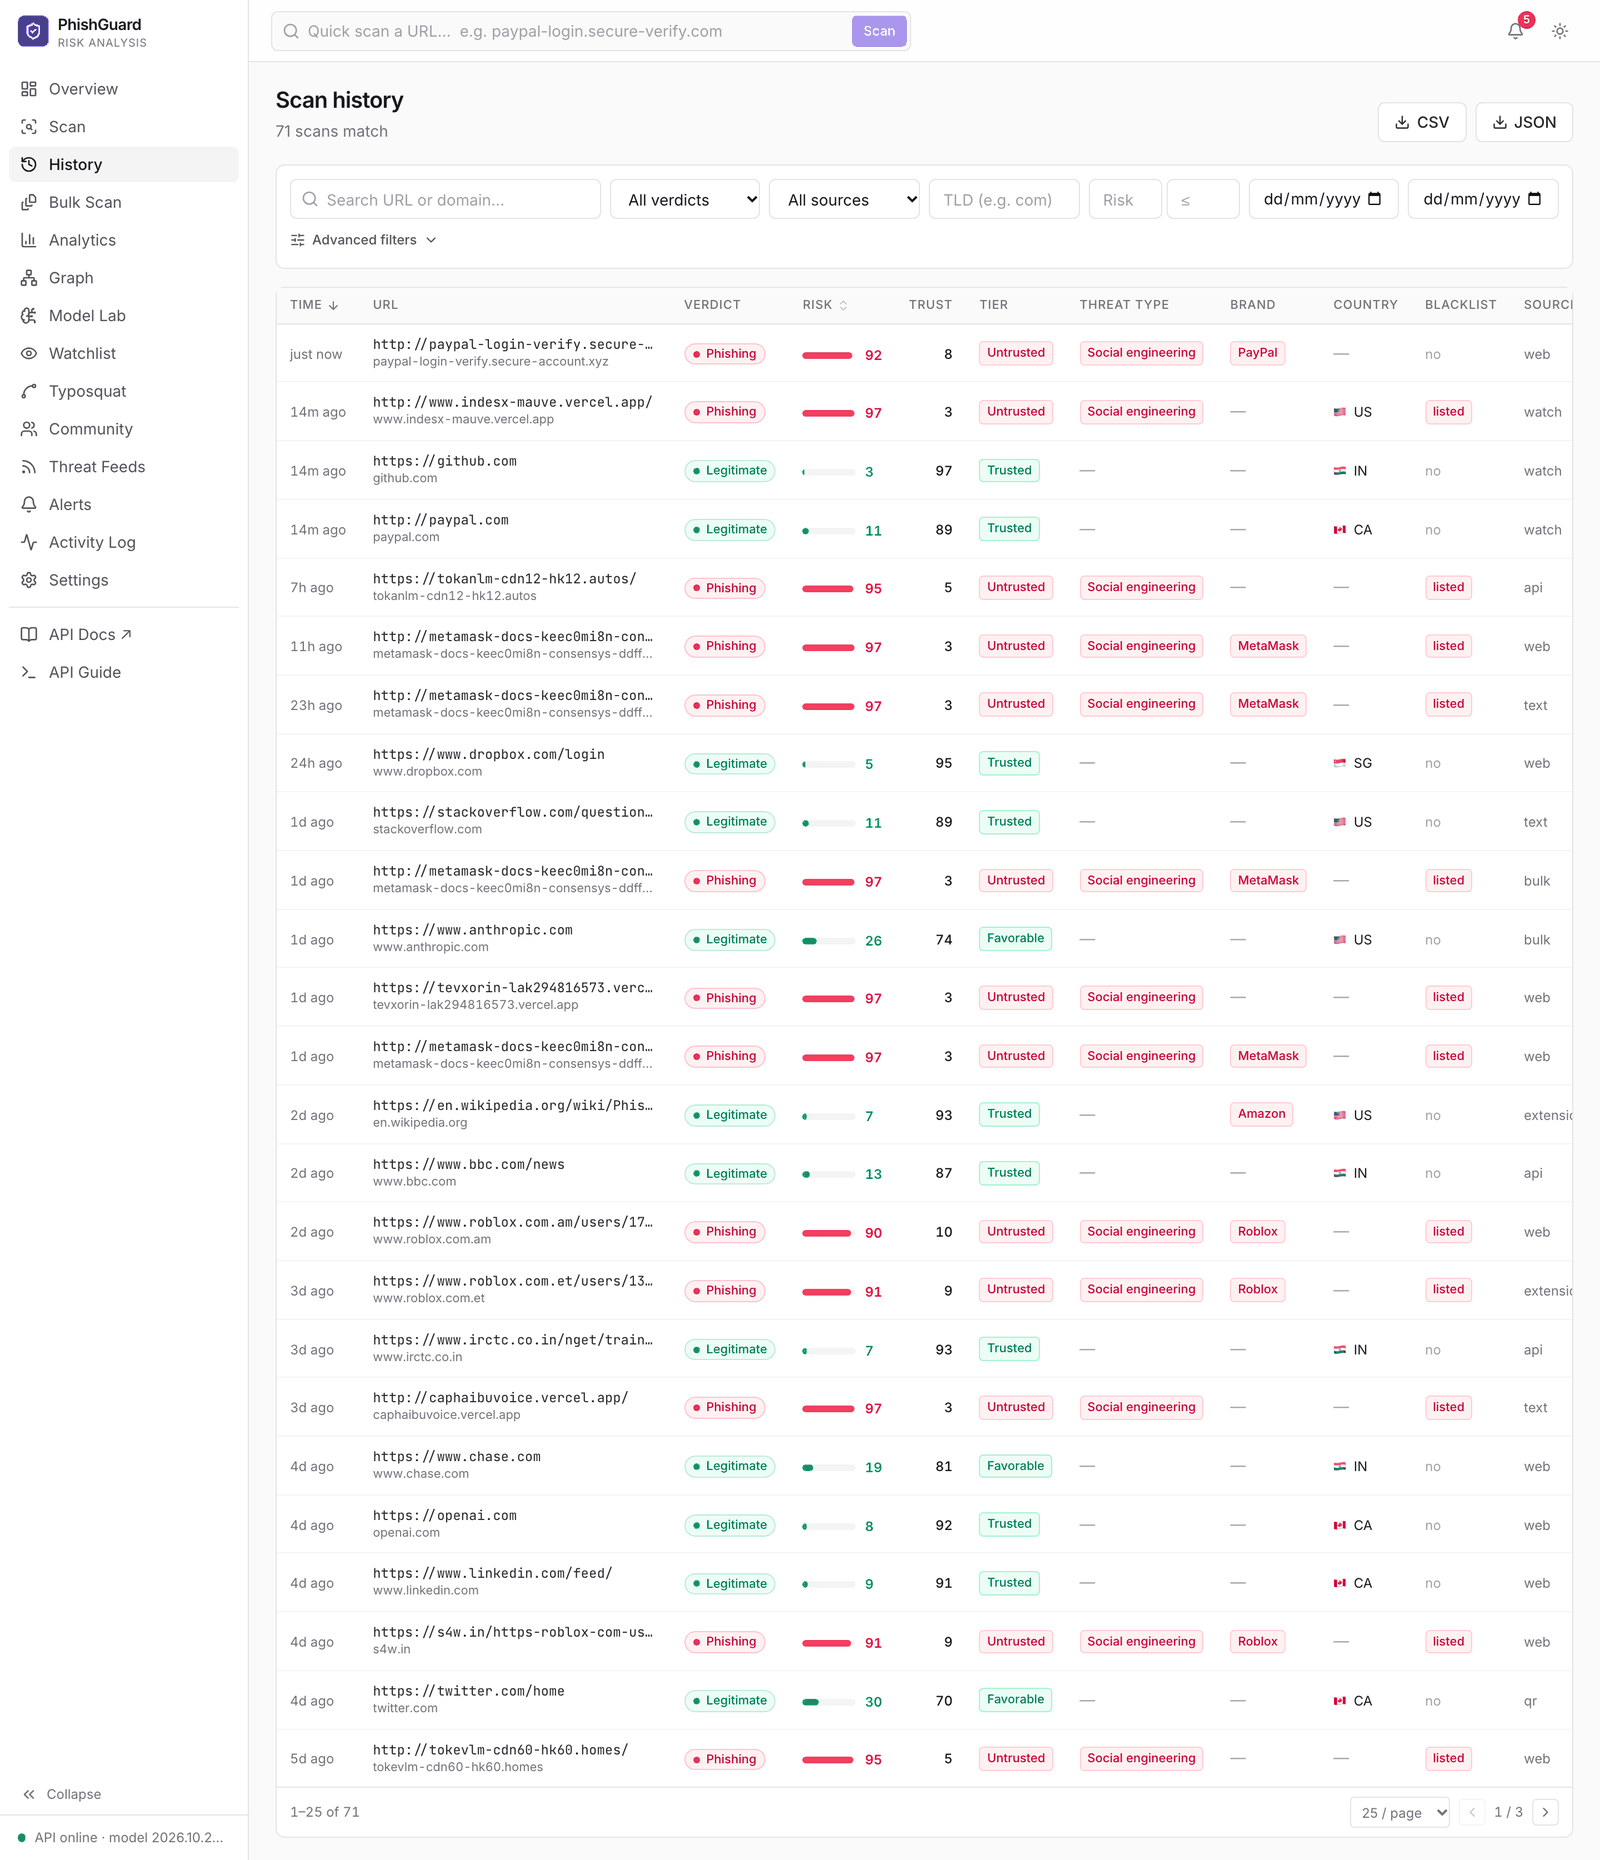 PhishGuard
RISK ANALYSIS
Quick scan a URL... e.g. paypal-login.secure-verify.com
Scan
5
Overview
Scan
History
Bulk Scan
Analytics
Graph
Model Lab
Watchlist
Typosquat
Community
Threat Feeds
Alerts
Activity Log
Settings
API Docs ↗
API Guide
Collapse
API online · model 2026.10.2...
Scan history
71 scans match
CSV
JSON
Search URL or domain...
All verdicts
All sources
TLD (e.g. com)
Risk
≤
dd/mm/yyyy
dd/mm/yyyy
Advanced filters
TIME ↓ URL VERDICT RISK TRUST TIER THREAT TYPE BRAND COUNTRY BLACKLIST SOURC
just now http://paypal-login-verify.secure-… Phishing 92 8 Untrusted Social engineering PayPal — no web
paypal-login-verify.secure-account.xyz
14m ago http://www.indesx-mauve.vercel.app/ Phishing 97 3 Untrusted Social engineering — US listed watch
www.indesx-mauve.vercel.app
14m ago https://github.com Legitimate 3 97 Trusted — — IN no watch
github.com
14m ago http://paypal.com Legitimate 11 89 Trusted — — CA no watch
paypal.com
7h ago https://tokanlm-cdn12-hk12.autos/ Phishing 95 5 Untrusted Social engineering — — listed api
tokanlm-cdn12-hk12.autos
11h ago http://metamask-docs-keec0mi8n-con… Phishing 97 3 Untrusted Social engineering MetaMask — listed web
metamask-docs-keec0mi8n-consensys-ddff...
23h ago http://metamask-docs-keec0mi8n-con… Phishing 97 3 Untrusted Social engineering MetaMask — listed text
metamask-docs-keec0mi8n-consensys-ddff...
24h ago https://www.dropbox.com/login Legitimate 5 95 Trusted — — SG no web
www.dropbox.com
1d ago https://stackoverflow.com/question… Legitimate 11 89 Trusted — — US no text
stackoverflow.com
1d ago http://metamask-docs-keec0mi8n-con… Phishing 97 3 Untrusted Social engineering MetaMask — listed bulk
metamask-docs-keec0mi8n-consensys-ddff...
1d ago https://www.anthropic.com Legitimate 26 74 Favorable — — US no bulk
www.anthropic.com
1d ago https://tevxorin-lak294816573.verc… Phishing 97 3 Untrusted Social engineering — — listed web
tevxorin-lak294816573.vercel.app
1d ago http://metamask-docs-keec0mi8n-con… Phishing 97 3 Untrusted Social engineering MetaMask — listed web
metamask-docs-keec0mi8n-consensys-ddff...
2d ago https://en.wikipedia.org/wiki/Phis… Legitimate 7 93 Trusted — Amazon US no extensio
en.wikipedia.org
2d ago https://www.bbc.com/news Legitimate 13 87 Trusted — — IN no api
www.bbc.com
2d ago https://www.roblox.com.am/users/17… Phishing 90 10 Untrusted Social engineering Roblox — listed web
www.roblox.com.am
3d ago https://www.roblox.com.et/users/13… Phishing 91 9 Untrusted Social engineering Roblox — listed extensio
www.roblox.com.et
3d ago https://www.irctc.co.in/nget/train… Legitimate 7 93 Trusted — — IN no api
www.irctc.co.in
3d ago http://caphaibuvoice.vercel.app/ Phishing 97 3 Untrusted Social engineering — — listed text
caphaibuvoice.vercel.app
4d ago https://www.chase.com Legitimate 19 81 Favorable — — IN no web
www.chase.com
4d ago https://openai.com Legitimate 8 92 Trusted — — CA no web
openai.com
4d ago https://www.linkedin.com/feed/ Legitimate 9 91 Trusted — — CA no web
www.linkedin.com
4d ago https://s4w.in/https-roblox-com-us… Phishing 91 9 Untrusted Social engineering Roblox — listed web
s4w.in
4d ago https://twitter.com/home Legitimate 30 70 Favorable — — CA no qr
twitter.com
5d ago http://tokevlm-cdn60-hk60.homes/ Phishing 95 5 Untrusted Social engineering — — listed web
tokevlm-cdn60-hk60.homes
1–25 of 71
25 / page
1 / 3